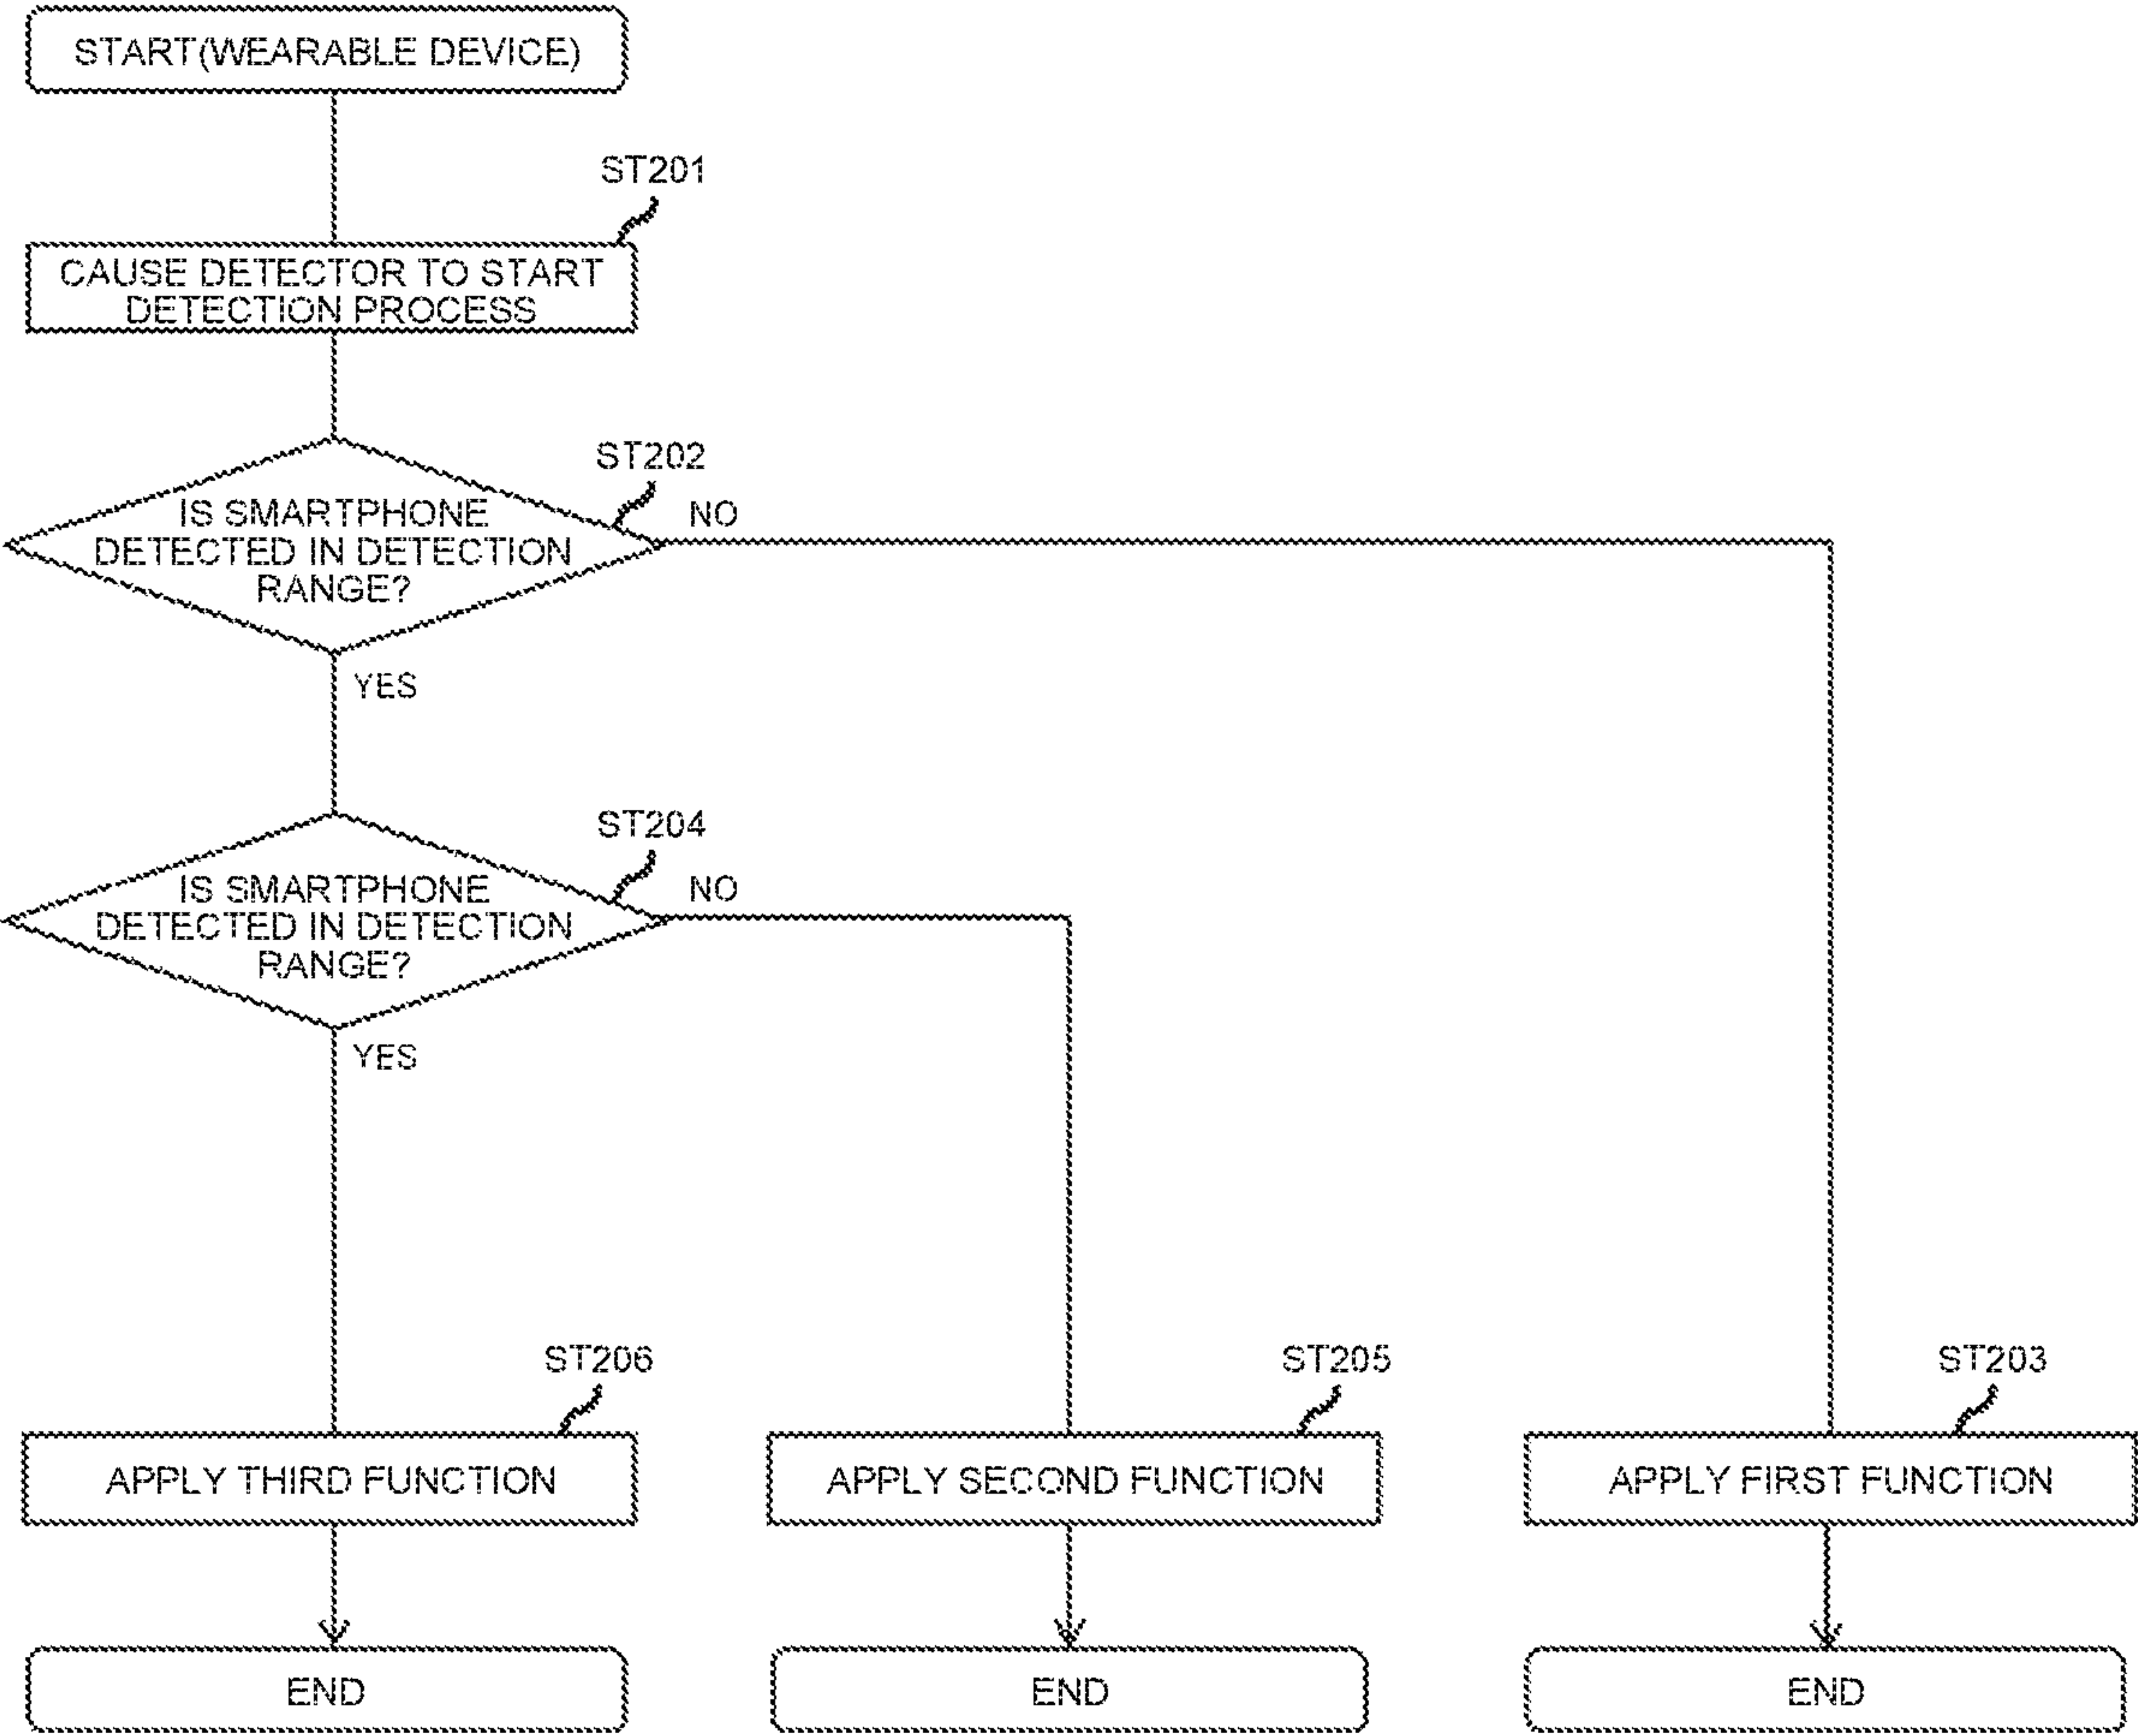 START(WEARABLE DEVICE)
ST201
CAUSE DETECTOR TO START
DETECTION PROCESS
ST202
IS SMARTPHONE
DETECTED IN DETECTION
RANGE?
NO
YES
ST204
IS SMARTPHONE
DETECTED IN DETECTION
RANGE?
NO
YES
ST206
APPLY THIRD FUNCTION
END
ST205
APPLY SECOND FUNCTION
END
ST203
APPLY FIRST FUNCTION
END